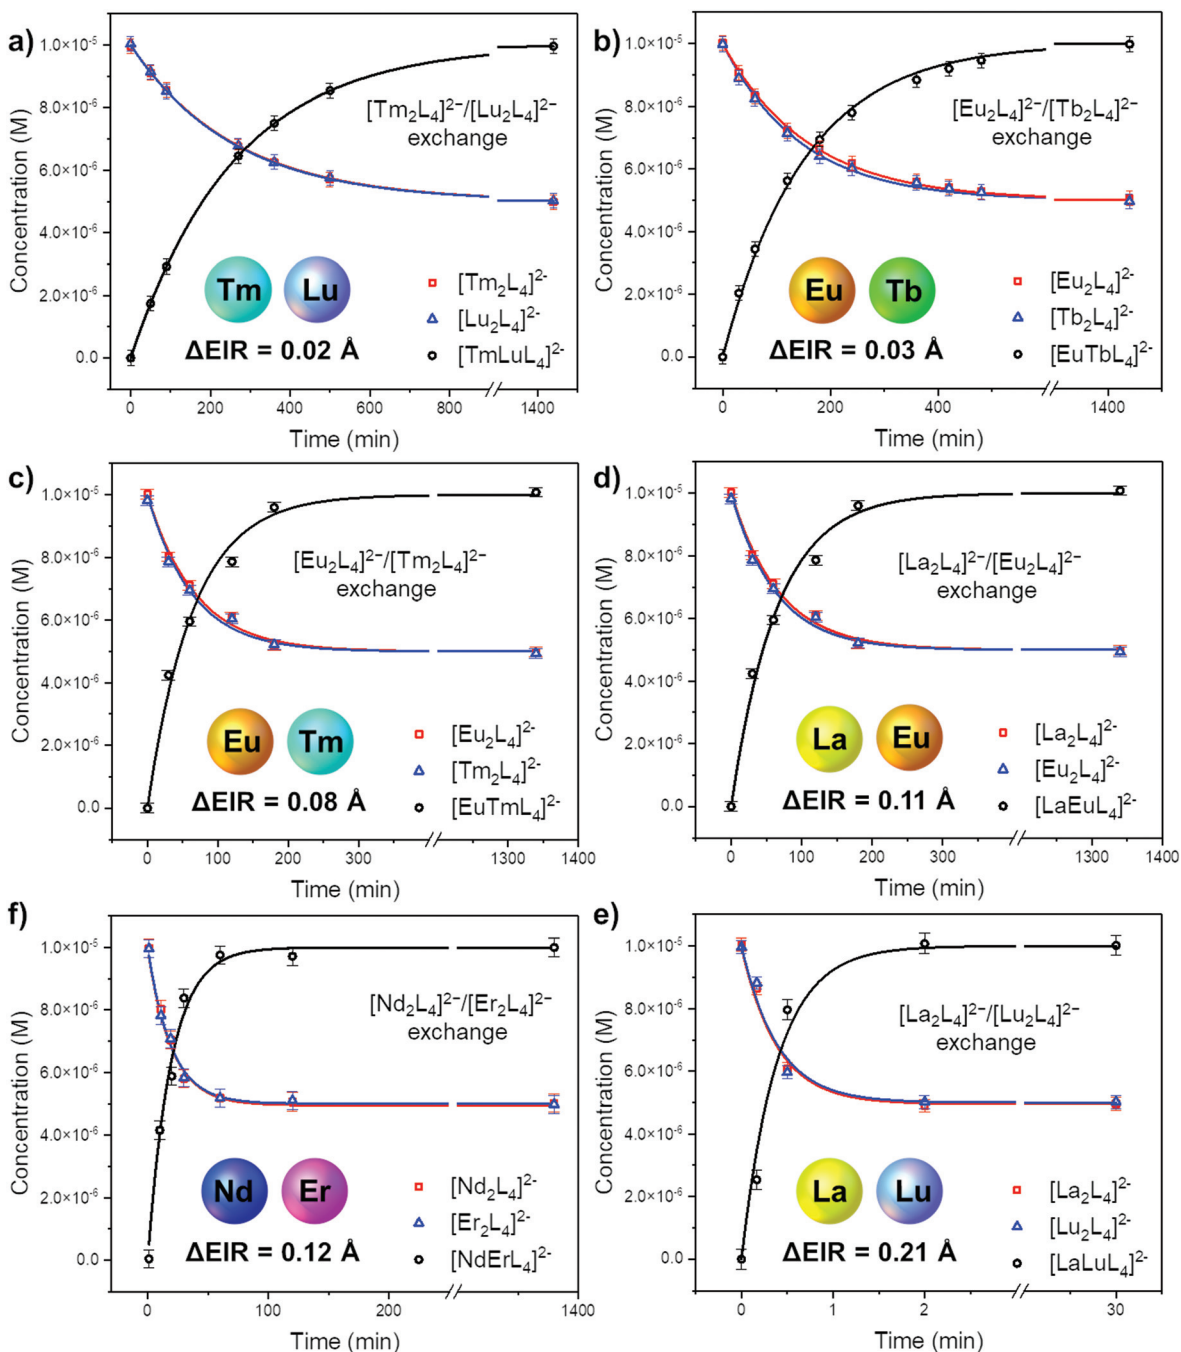 a)
Concentration (M)
1.0×10⁻⁵
8.0×10⁻⁶
6.0×10⁻⁶
4.0×10⁻⁶
2.0×10⁻⁶
0.0
[Tm₂L₄]²⁻/[Lu₂L₄]²⁻
exchange
Tm Lu
ΔEIR = 0.02 Å
[Tm₂L₄]²⁻
[Lu₂L₄]²⁻
[TmLuL₄]²⁻
0 200 400 600 800 1400
Time (min)
b)
Concentration (M)
1.0×10⁻⁵
8.0×10⁻⁶
6.0×10⁻⁶
4.0×10⁻⁶
2.0×10⁻⁶
0.0
[Eu₂L₄]²⁻/[Tb₂L₄]²⁻
exchange
Eu Tb
ΔEIR = 0.03 Å
[Eu₂L₄]²⁻
[Tb₂L₄]²⁻
[EuTbL₄]²⁻
0 200 400 1400
Time (min)
c)
Concentration (M)
1.0×10⁻⁵
8.0×10⁻⁶
6.0×10⁻⁶
4.0×10⁻⁶
2.0×10⁻⁶
0.0
[Eu₂L₄]²⁻/[Tm₂L₄]²⁻
exchange
Eu Tm
ΔEIR = 0.08 Å
[Eu₂L₄]²⁻
[Tm₂L₄]²⁻
[EuTmL₄]²⁻
0 100 200 300 1300 1400
Time (min)
d)
Concentration (M)
1.0×10⁻⁵
8.0×10⁻⁶
6.0×10⁻⁶
4.0×10⁻⁶
2.0×10⁻⁶
0.0
[La₂L₄]²⁻/[Eu₂L₄]²⁻
exchange
La Eu
ΔEIR = 0.11 Å
[La₂L₄]²⁻
[Eu₂L₄]²⁻
[LaEuL₄]²⁻
0 100 200 300 1300 1400
Time (min)
f)
Concentration (M)
1.0×10⁻⁵
8.0×10⁻⁶
6.0×10⁻⁶
4.0×10⁻⁶
2.0×10⁻⁶
0.0
[Nd₂L₄]²⁻/[Er₂L₄]²⁻
exchange
Nd Er
ΔEIR = 0.12 Å
[Nd₂L₄]²⁻
[Er₂L₄]²⁻
[NdErL₄]²⁻
0 100 200 1400
Time (min)
e)
Concentration (M)
1.0×10⁻⁵
8.0×10⁻⁶
6.0×10⁻⁶
4.0×10⁻⁶
2.0×10⁻⁶
0.0
[La₂L₄]²⁻/[Lu₂L₄]²⁻
exchange
La Lu
ΔEIR = 0.21 Å
[La₂L₄]²⁻
[Lu₂L₄]²⁻
[LaLuL₄]²⁻
0 1 2 30
Time (min)